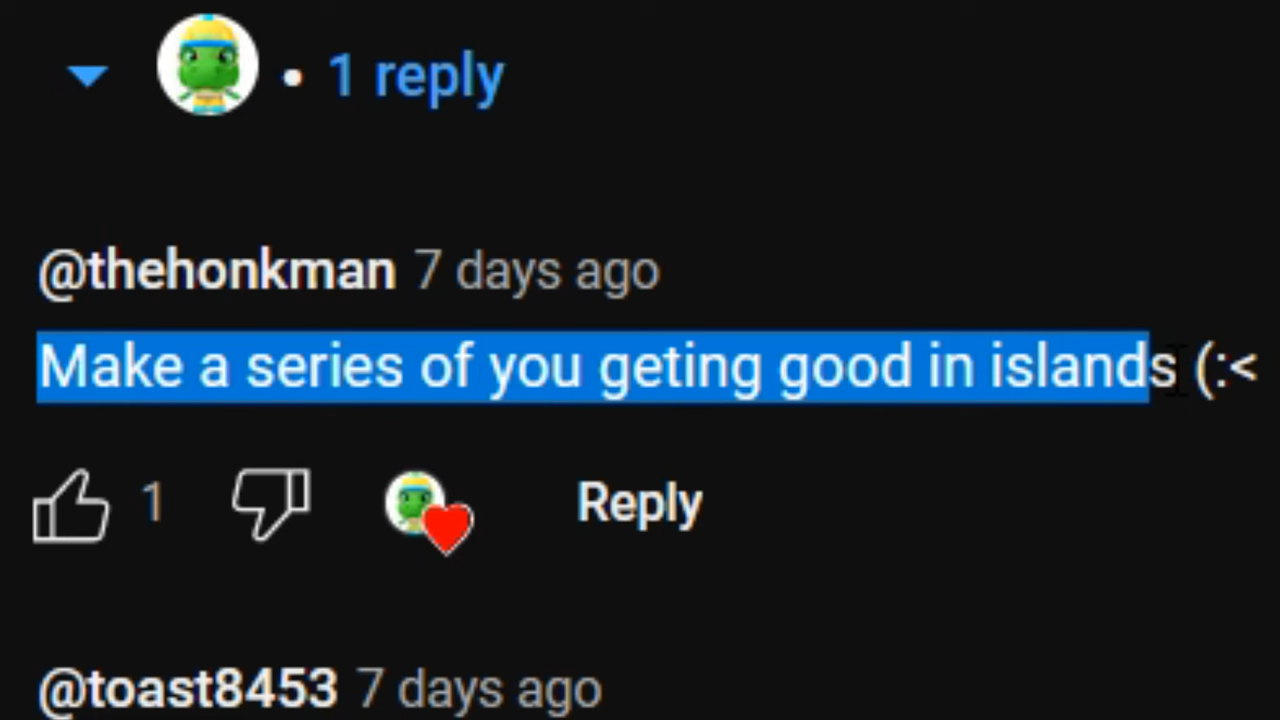 • 1 reply
@thehonkman 7 days ago
Make a series of you geting good in islands (:<
1 Reply
@toast8453 7 days ago